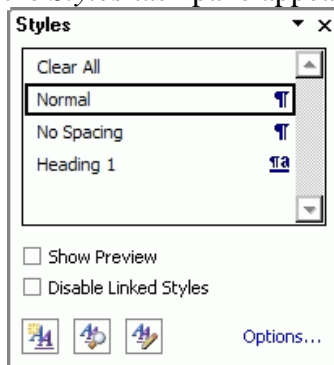 Styles
Clear All
Normal ¶
No Spacing ¶
Heading 1 ¶a
Show Preview
Disable Linked Styles
Options...